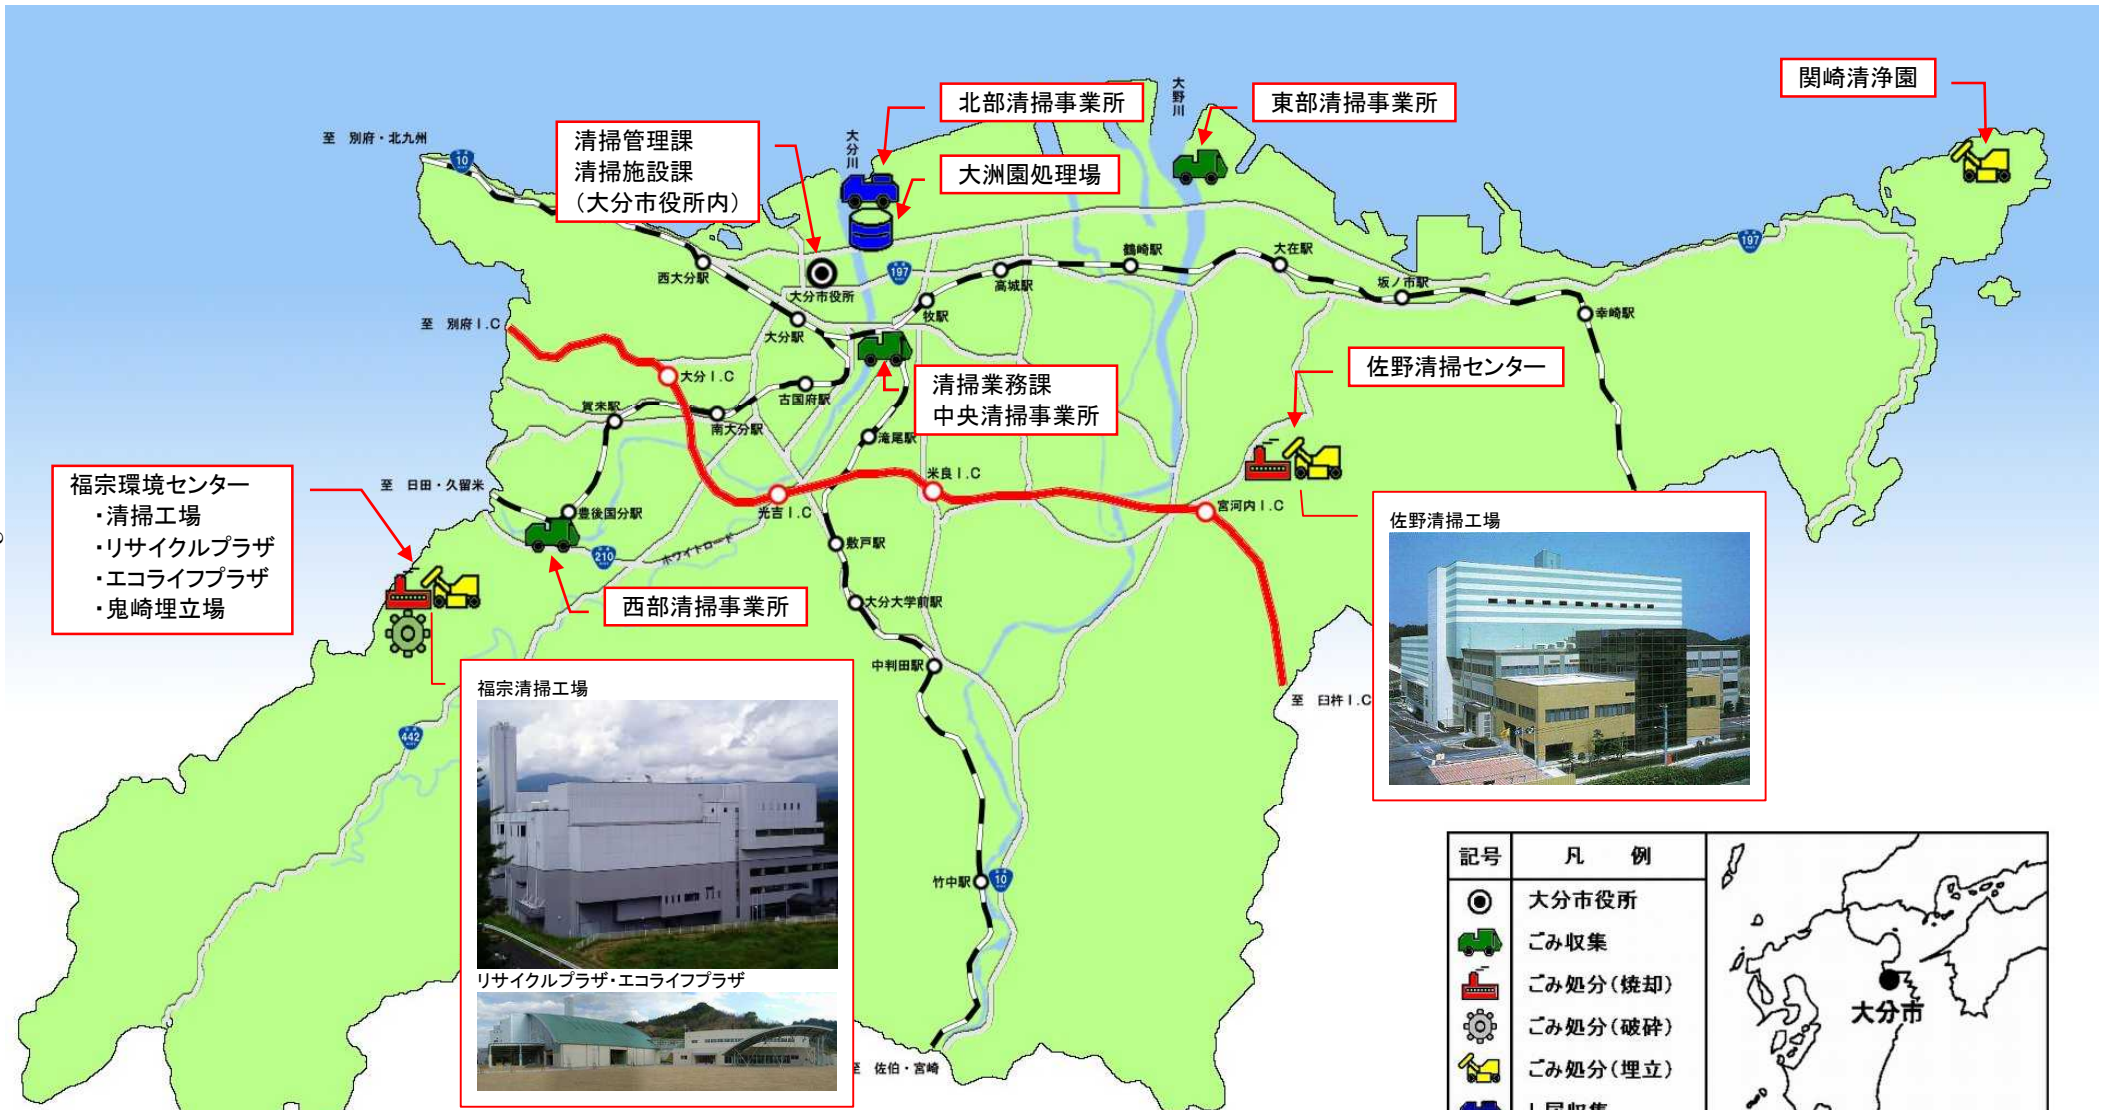 関崎清浄園
北部清掃事業所
東部清掃事業所
大野川
至 別府・北九州
10
清掃管理課
清掃施設課
(大分市役所内)
大分川
大洲園処理場
197
西大分駅
大分市役所
197
高城駅
鶴崎駅
大在駅
坂ノ市駅
幸崎駅
牧駅
至 別府I.C
大分駅
大分I.C
古国府駅
清掃業務課
中央清掃事業所
佐野清掃センター
賀来駅
南大分駅
滝尾駅
福宗環境センター
・清掃工場
・リサイクルプラザ
・エコライフプラザ
・鬼崎埋立場
至 日田・久留米
豊後国分駅
光吉I.C
米良I.C
宮河内I.C
佐野清掃工場
210
ホワイトロード
敷戸駅
西部清掃事業所
大分大学前駅
中判田駅
至 臼杵I.C
福宗清掃工場
442
竹中駅
10
リサイクルプラザ・エコライフプラザ
至 佐伯・宮崎
記号 凡例
大分市役所
ごみ収集
ごみ処分(焼却)
ごみ処分(破砕)
ごみ処分(埋立)
大分市